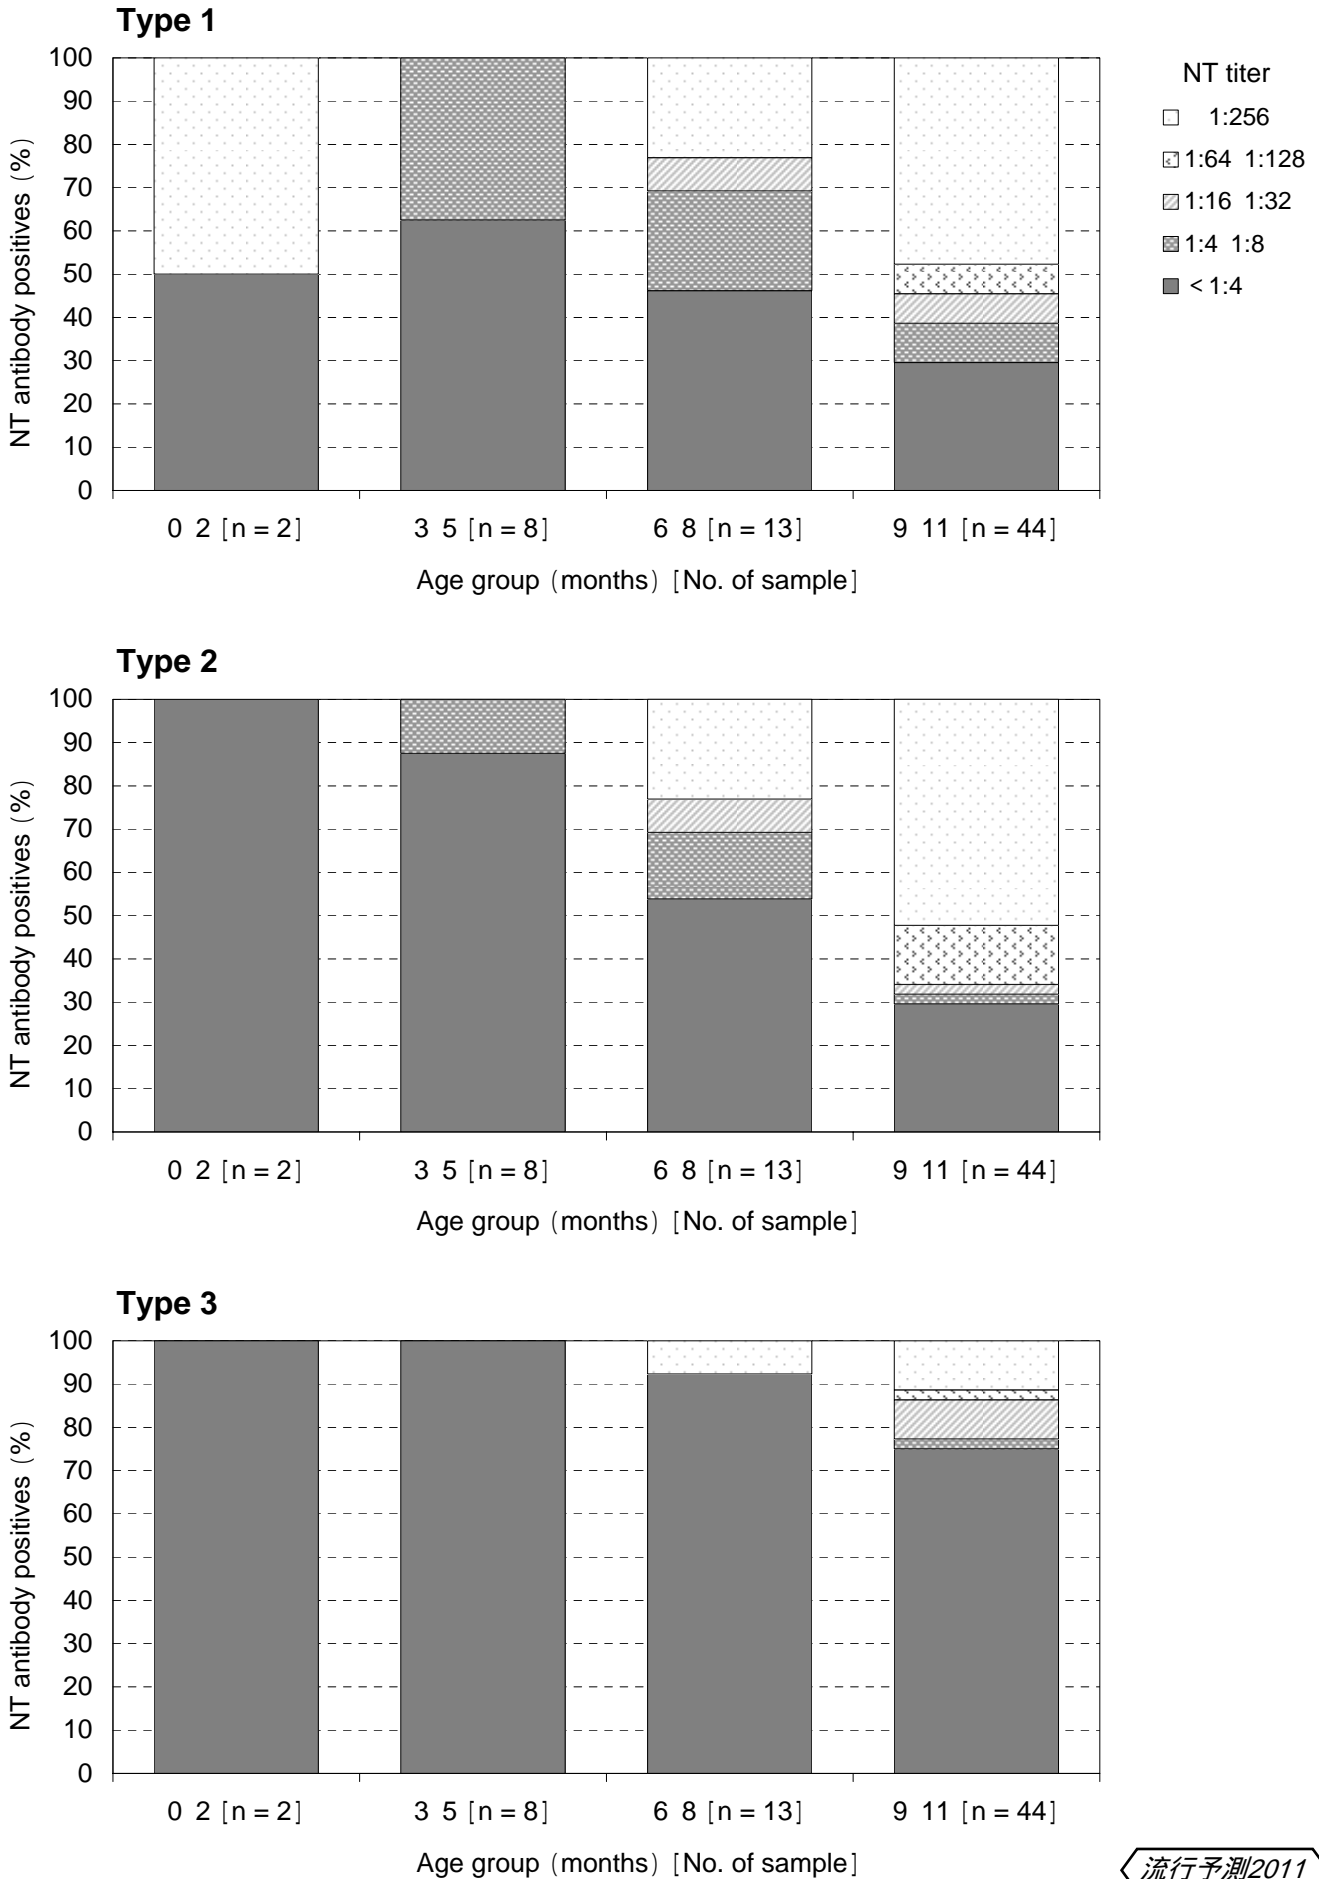 Type 1
100
90
80
70
60
50
40
30
20
10
0
NT antibody positives (%)
0 2 [n = 2]
3 5 [n = 8]
6 8 [n = 13]
9 11 [n = 44]
Age group (months) [No. of sample]
NT titer
1:256
1:64 1:128
1:16 1:32
1:4 1:8
< 1:4
Type 2
100
90
80
70
60
50
40
30
20
10
0
NT antibody positives (%)
0 2 [n = 2]
3 5 [n = 8]
6 8 [n = 13]
9 11 [n = 44]
Age group (months) [No. of sample]
Type 3
100
90
80
70
60
50
40
30
20
10
0
NT antibody positives (%)
0 2 [n = 2]
3 5 [n = 8]
6 8 [n = 13]
9 11 [n = 44]
Age group (months) [No. of sample]
流行予測2011